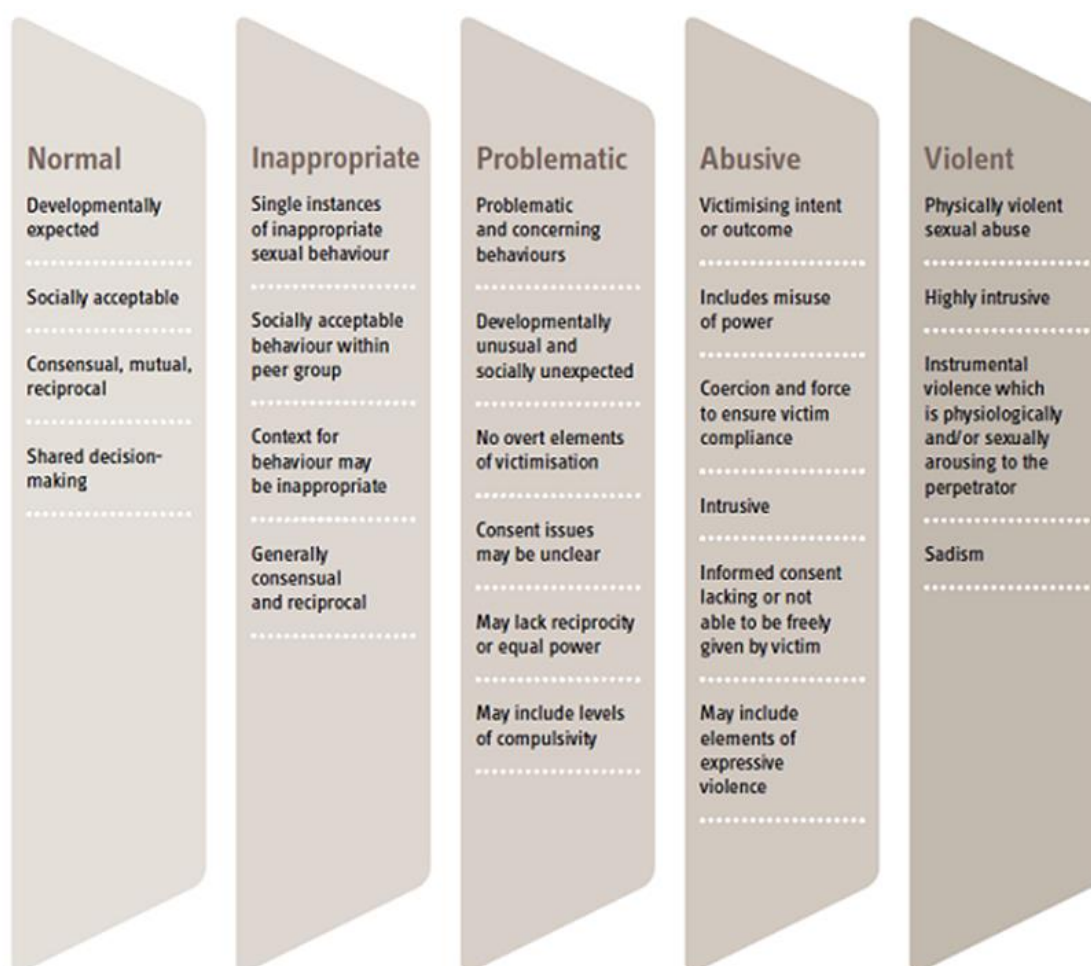 Normal
Developmentally
expected
Socially acceptable
Consensual, mutual,
reciprocal
Shared decision-
making
Inappropriate
Single instances
of inappropriate
sexual behaviour
Socially acceptable
behaviour within
peer group
Context for
behaviour may
be inappropriate
Generally
consensual
and reciprocal
Problematic
Problematic
and concerning
behaviours
Developmentally
unusual and
socially unexpected
No overt elements
of victimisation
Consent issues
may be unclear
May lack reciprocity
or equal power
May include levels
of compulsivity
Abusive
Victimising intent
or outcome
Includes misuse
of power
Coercion and force
to ensure victim
compliance
Intrusive
Informed consent
lacking or not
able to be freely
given by victim
May include
elements of
expressive
violence
Violent
Physically violent
sexual abuse
Highly intrusive
Instrumental
violence which
is physiologically
and/or sexually
arousing to the
perpetrator
Sadism